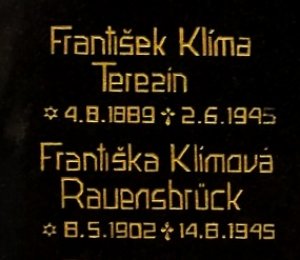 František Klíma
Terezín
✡ 4.8.1889 ✝ 2.6.1945
Františka Klímová
Ravensbrück
✡ 8.5.1902 ✝ 14.8.1945